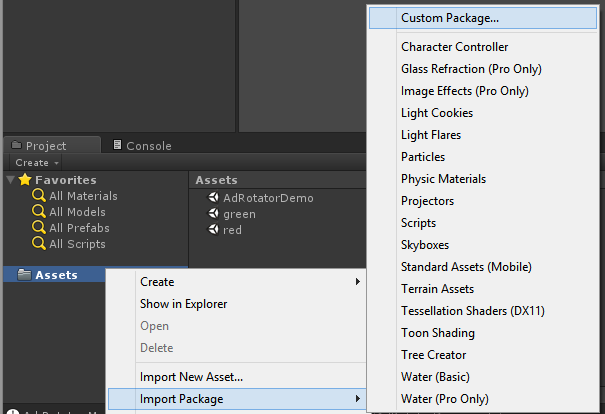 Custom Package...
Character Controller
Glass Refraction (Pro Only)
Image Effects (Pro Only)
Light Cookies
Light Flares
Particles
Physic Materials
Projectors
Scripts
Skyboxes
Standard Assets (Mobile)
Terrain Assets
Tessellation Shaders (DX11)
Toon Shading
Tree Creator
Water (Basic)
Water (Pro Only)
Project
Console
Create
Favorites
All Materials
All Models
All Prefabs
All Scripts
Assets
Assets
AdRotatorDemo
green
red
Create
Show in Explorer
Open
Delete
Import New Asset...
Import Package